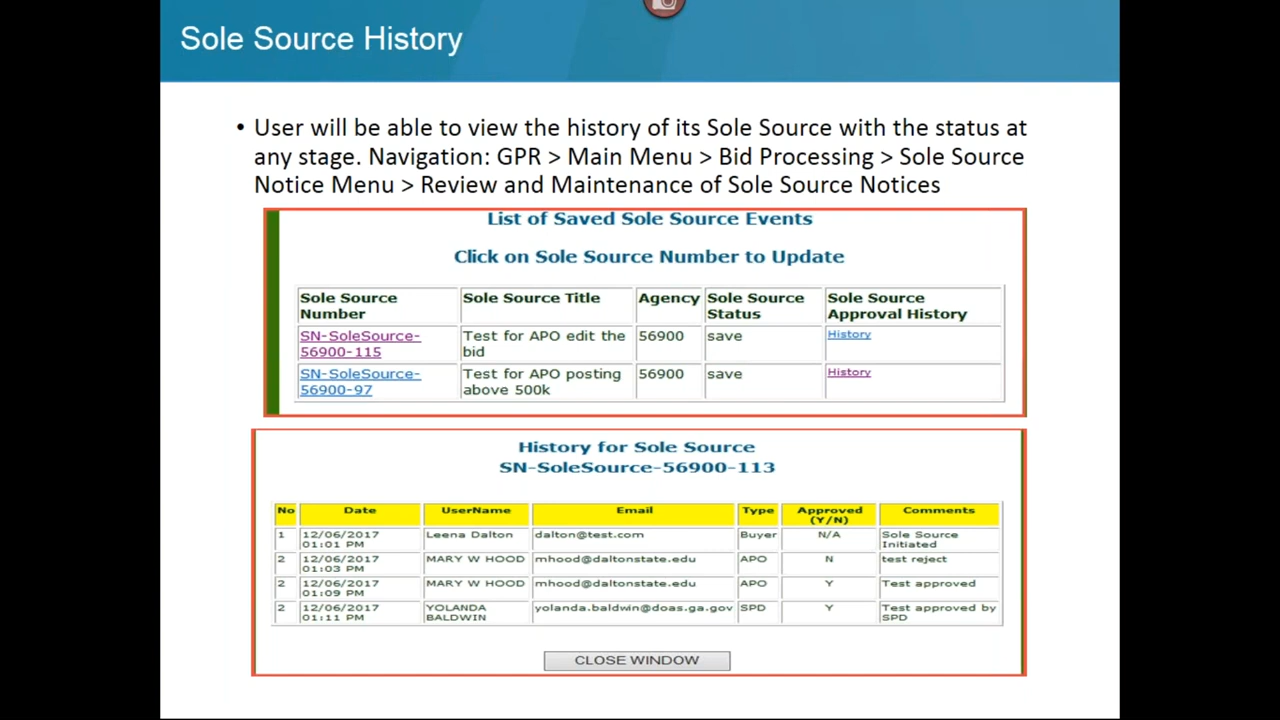 Sole Source History
• User will be able to view the history of its Sole Source with the status at
any stage. Navigation: GPR > Main Menu > Bid Processing > Sole Source
Notice Menu > Review and Maintenance of Sole Source Notices
List of Saved Sole Source Events
Click on Sole Source Number to Update
Sole Source Number Sole Source Title Agency Sole Source Status Sole Source Approval History
SN-SoleSource-56900-115 Test for APO edit the bid 56900 save History
SN-SoleSource-56900-97 Test for APO posting above 500k 56900 save History
History for Sole Source
SN-SoleSource-56900-113
No Date UserName Email Type Approved (Y/N) Comments
1 12/06/2017 01:01 PM Leena Dalton dalton@test.com Buyer N/A Sole Source Initiated
2 12/06/2017 01:03 PM MARY W HOOD mhood@daltonstate.edu APO N test reject
2 12/06/2017 01:09 PM MARY W HOOD mhood@daltonstate.edu APO Y Test approved
2 12/06/2017 01:11 PM YOLANDA BALDWIN yolanda.baldwin@doas.ga.gov SPD Y Test approved by SPD
CLOSE WINDOW